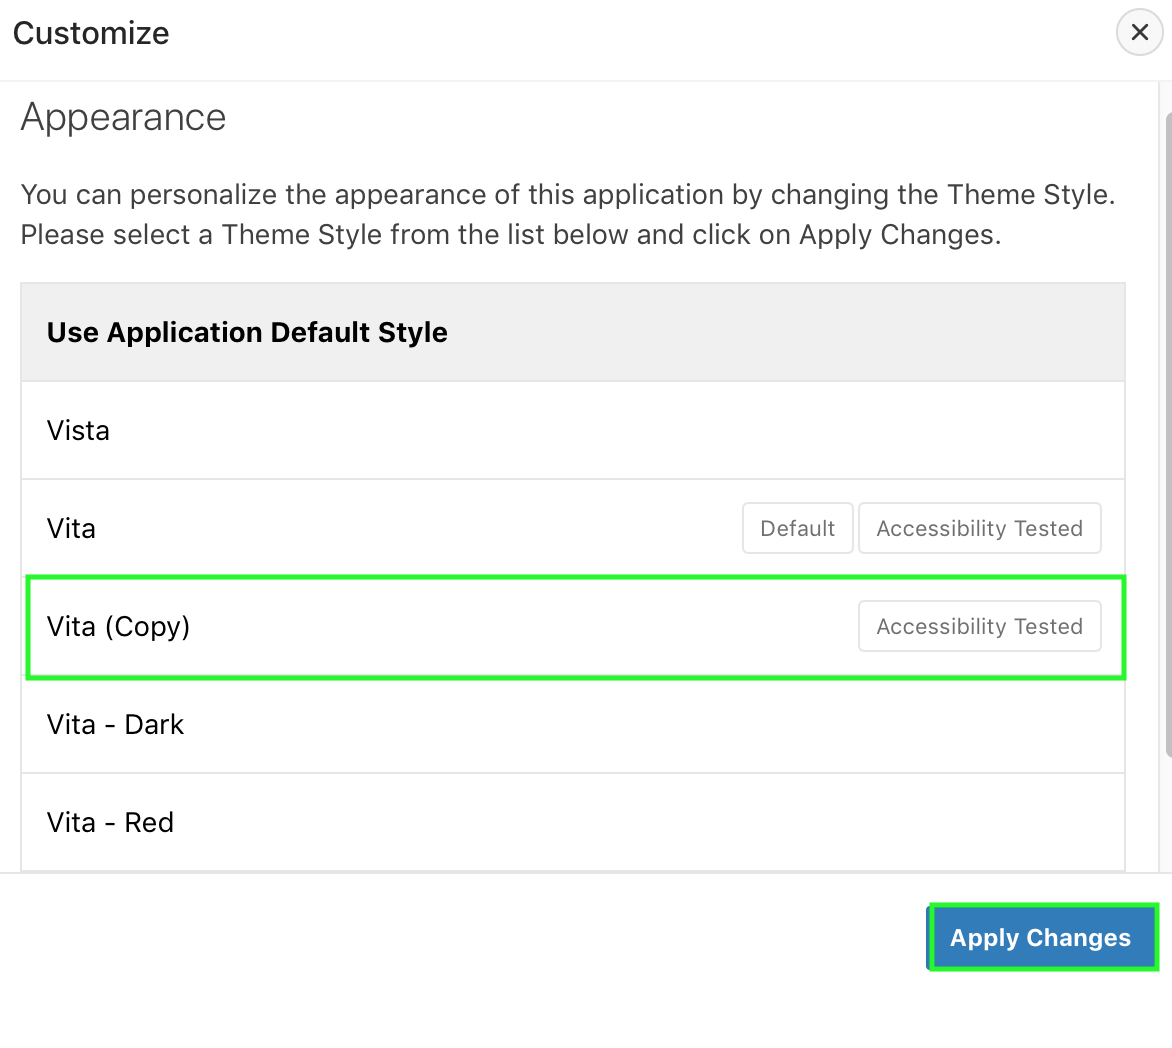 Customize
Appearance
You can personalize the appearance of this application by changing the Theme Style.
Please select a Theme Style from the list below and click on Apply Changes.
Use Application Default Style
Vista
Vita
Default
Accessibility Tested
Vita (Copy)
Accessibility Tested
Vita - Dark
Vita - Red
Apply Changes